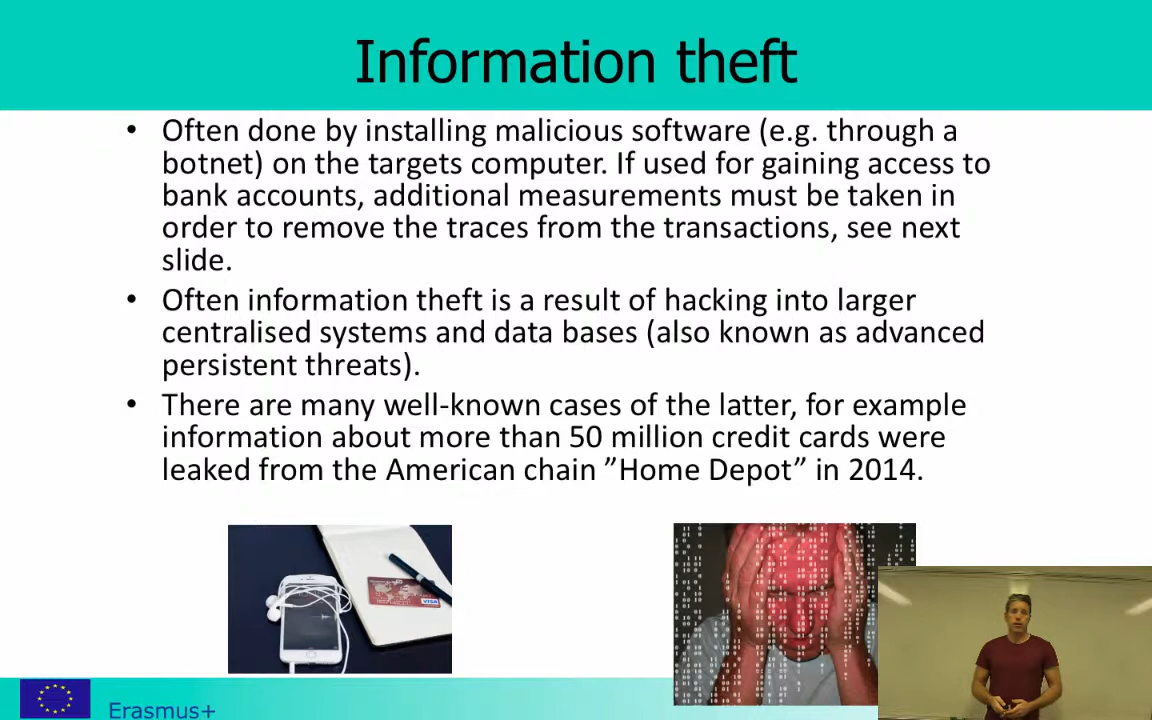 Information theft
• Often done by installing malicious software (e.g. through a
botnet) on the targets computer. If used for gaining access to
bank accounts, additional measurements must be taken in
order to remove the traces from the transactions, see next
slide.
• Often information theft is a result of hacking into larger
centralised systems and data bases (also known as advanced
persistent threats).
• There are many well-known cases of the latter, for example
information about more than 50 million credit cards were
leaked from the American chain ”Home Depot” in 2014.
VISA
Erasmus+